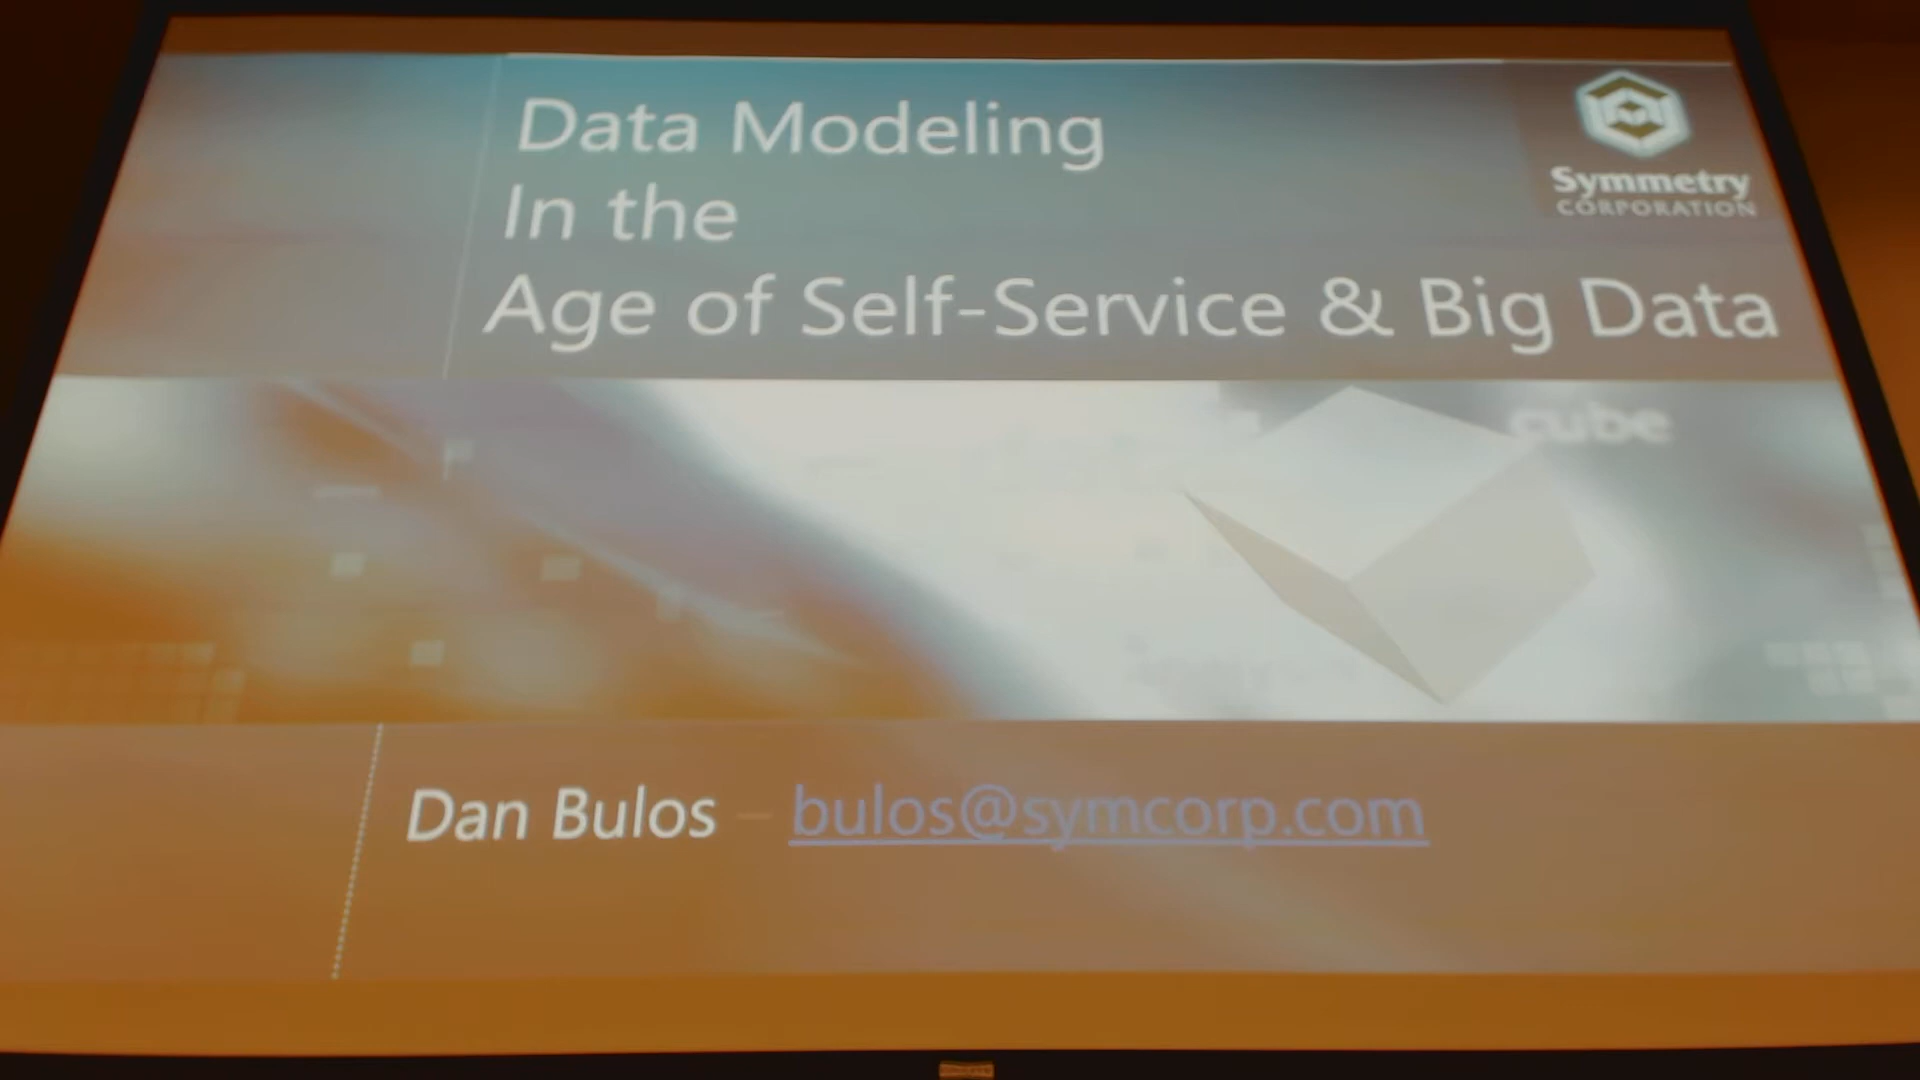 Data Modeling
In the
Age of Self-Service & Big Data
Symmetry
CORPORATION
cube
Dan Bulos – bulos@symcorp.com